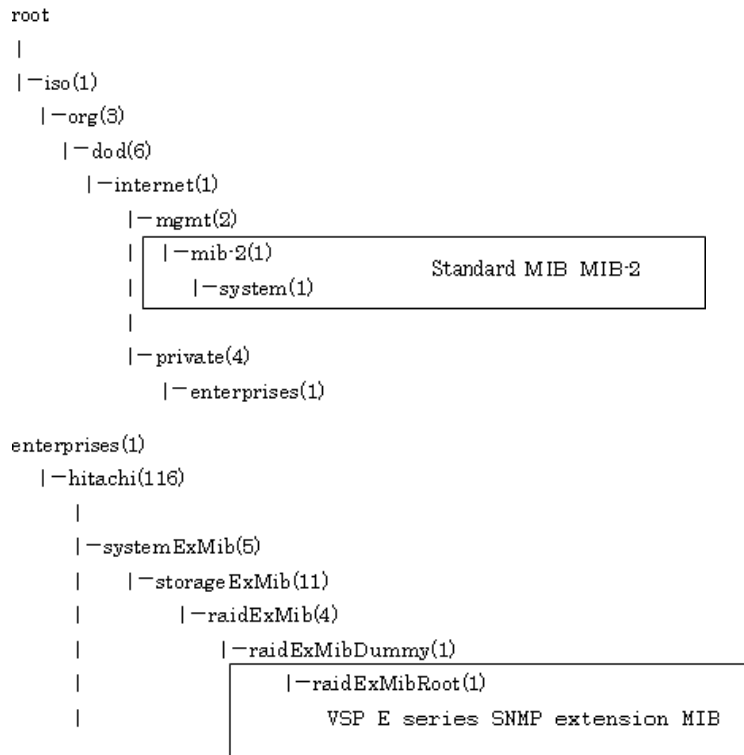 root
|
|－iso(1)
|－org(3)
|－dod(6)
|－internet(1)
|－mgmt(2)
| |－mib-2(1)
Standard MIB MIB-2
| |－system(1)
|
|－private(4)
|－enterprises(1)
enterprises(1)
|－hitachi(116)
|
|－systemExMib(5)
| |－storageExMib(11)
| |－raidExMib(4)
| |－raidExMibDummy(1)
| |－raidExMibRoot(1)
| VSP E series SNMP extension MIB